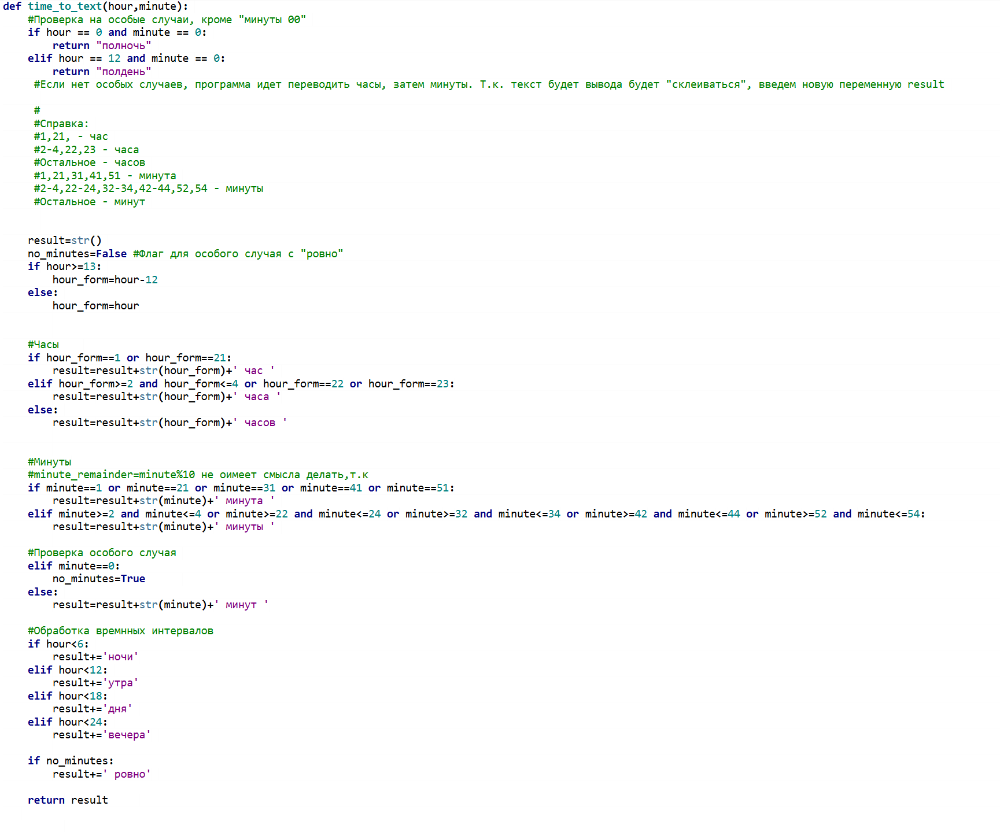 def time_to_text(hour,minute):
    #Проверка на особые случаи, кроме "минуты 00"
    if hour == 0 and minute == 0:
        return "полночь"
    elif hour == 12 and minute == 0:
        return "полдень"
     #Если нет особых случаев, программа идет переводить часы, затем минуты. Т.к. текст будет вывода будет "склеиваться", введем новую переменную result
     #
     #Справка:
     #1,21, - час
     #2-4,22,23 - часа
     #Остальное - часов
     #1,21,31,41,51 - минута
     #2-4,22-24,32-34,42-44,52,54 - минуты
     #Остальное - минут
    result=str()
    no_minutes=False #Флаг для особого случая с "ровно"
    if hour>=13:
        hour_form=hour-12
    else:
        hour_form=hour
    #Часы
    if hour_form==1 or hour_form==21:
        result=result+str(hour_form)+' час '
    elif hour_form>=2 and hour_form<=4 or hour_form==22 or hour_form==23:
        result=result+str(hour_form)+' часа '
    else:
        result=result+str(hour_form)+' часов '
    #Минуты
    #minute_remainder=minute%10 не оимеет смысла делать,т.к
    if minute==1 or minute==21 or minute==31 or minute==41 or minute==51:
        result=result+str(minute)+' минута '
    elif minute>=2 and minute<=4 or minute>=22 and minute<=24 or minute>=32 and minute<=34 or minute>=42 and minute<=44 or minute>=52 and minute<=54:
        result=result+str(minute)+' минуты '
    #Проверка особого случая
    elif minute==0:
        no_minutes=True
    else:
        result=result+str(minute)+' минут '
    #Обработка времнных интервалов
    if hour<6:
        result+='ночи'
    elif hour<12:
        result+='утра'
    elif hour<18:
        result+='дня'
    elif hour<24:
        result+='вечера'
    if no_minutes:
        result+=' ровно'
    return result